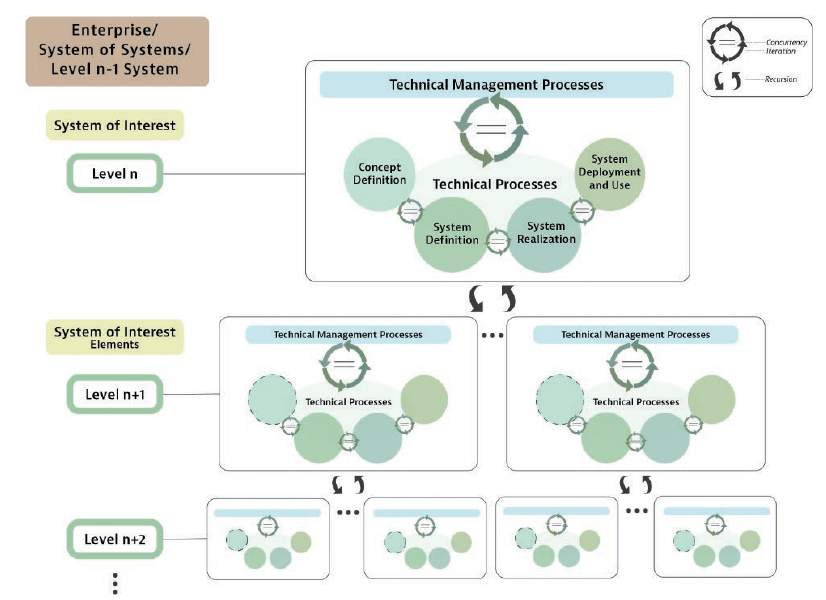 Enterprise/
System of Systems/
Level n-1 System
Concurrency
Iteration
Recursion
System of Interest
Level n
Technical Management Processes
Concept
Definition
System
Deployment
and Use
Technical Processes
System
Definition
System
Realization
System of Interest
Elements
Level n+1
Technical Management Processes
Technical Processes
Technical Management Processes
Technical Processes
Level n+2